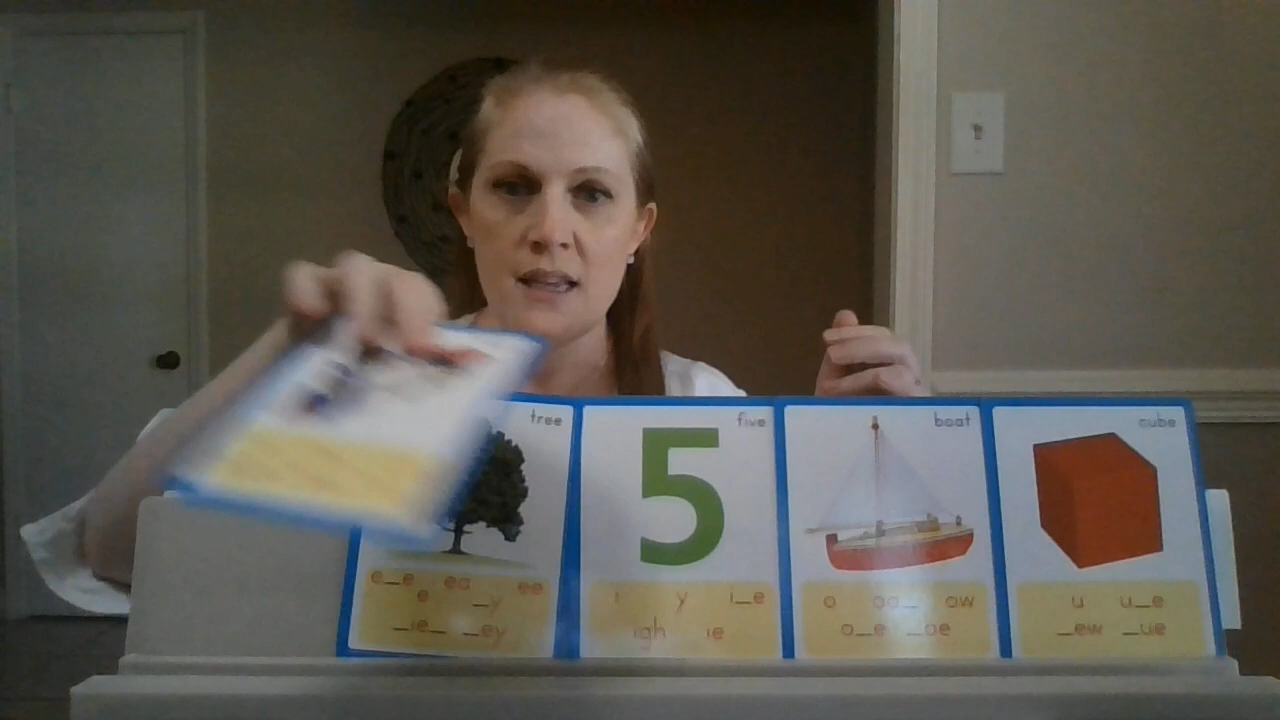 tree
e_e ea ee
e _y
_ie_ _ey
five
5
i y i_e
igh ie
boat
o oa_ ow
o_e _oe
cube
u u_e
_ew _ue